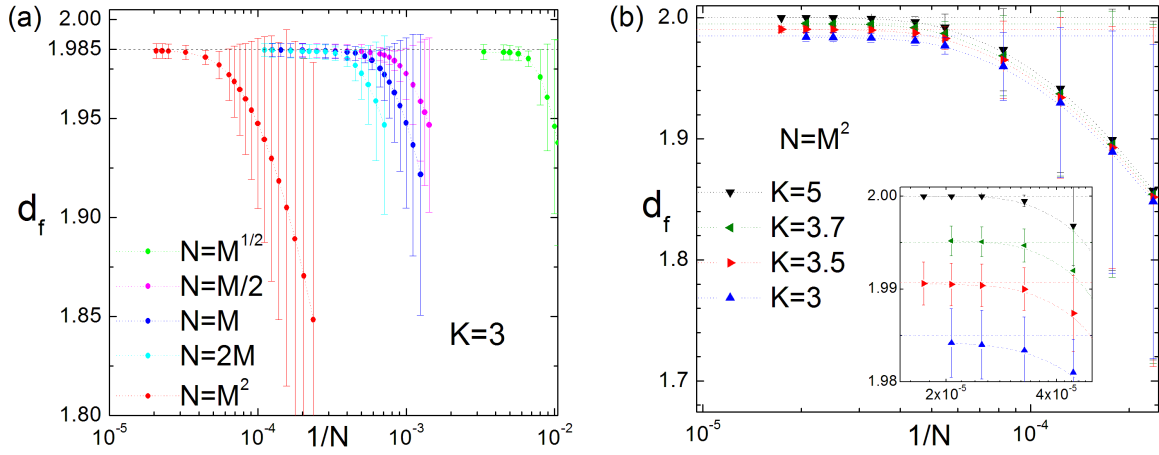 (a)
2.00
1.985
1.95
1.90
1.85
1.80
d_f
N=M^{1/2}
N=M/2
N=M
N=2M
N=M^2
K=3
10^{-5}
10^{-4}
1/N
10^{-3}
10^{-2}
(b)
2.0
1.9
1.8
1.7
d_f
N=M^2
K=5
K=3.7
K=3.5
K=3
2.00
1.99
1.98
2x10^{-5}
4x10^{-5}
10^{-5}
1/N
10^{-4}